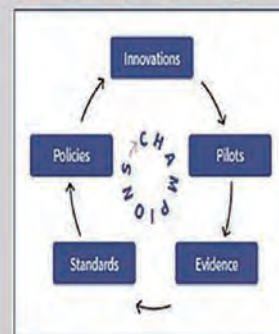 Innovations
Pilots
Evidence
Standards
Policies
CHAMPIONS